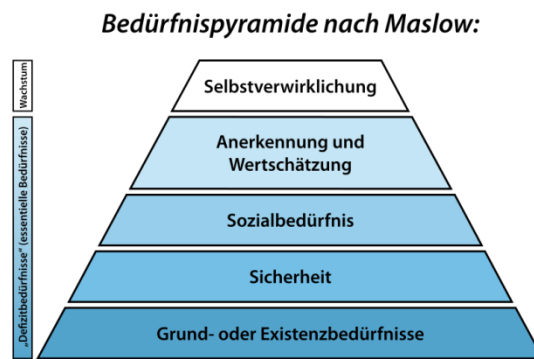 Bedürfnispyramide nach Maslow:
Wachstum
Selbstverwirklichung
„Defizitbedürfnisse“ (essentielle Bedürfnisse)
Anerkennung und
Wertschätzung
Sozialbedürfnis
Sicherheit
Grund- oder Existenzbedürfnisse